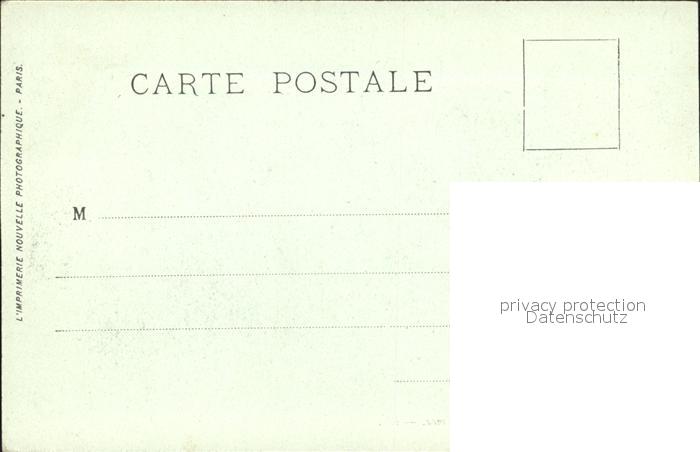 CARTE POSTALE
L'IMPRIMERIE NOUVELLE PHOTOGRAPHIQUE. - PARIS.
M
privacy protection
Datenschutz